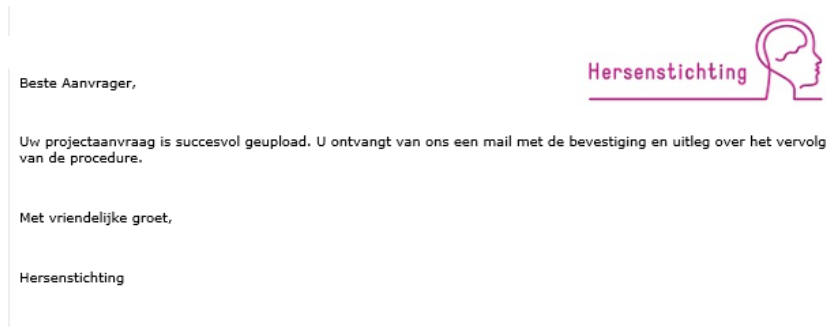 Hersenstichting
Beste Aanvrager,
Uw projectaanvraag is succesvol geupload. U ontvangt van ons een mail met de bevestiging en uitleg over het vervolg
van de procedure.
Met vriendelijke groet,
Hersenstichting